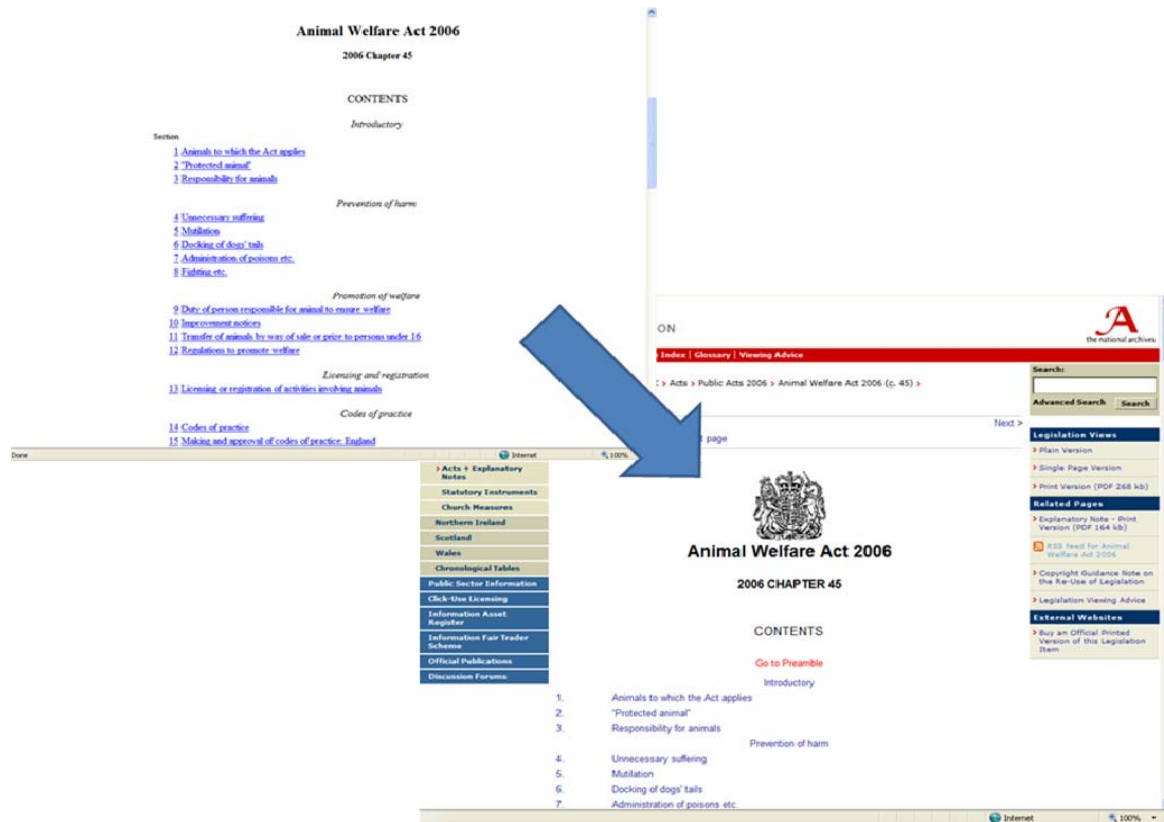 Animal Welfare Act 2006
2006 Chapter 45
CONTENTS
Introductory
Section
1 Animals to which the Act applies
2 "Protected animal"
3 Responsibility for animals
Prevention of harm
4 Unnecessary suffering
5 Mutilation
6 Docking of dogs' tails
7 Administration of poisons etc.
8 Fighting etc.
Promotion of welfare
9 Duty of person responsible for animal to ensure welfare
10 Improvement notices
11 Transfer of animals by way of sale or prize to persons under 16
12 Regulations to promote welfare
Licensing and registration
13 Licensing or registration of activities involving animals
Codes of practice
14 Codes of practice
15 Making and approval of codes of practice: England
Done Internet 100%
ON
the national archives
Index | Glossary | Viewing Advice
> Acts > Public Acts 2006 > Animal Welfare Act 2006 (c. 45) >
Search:
Advanced Search Search
Next >
page
Legislation Views
Plain Version
Single Page Version
Print Version (PDF 268 kb)
Related Pages
Explanatory Note - Print
Version (PDF 164 kb)
RSS feed for Animal
Welfare Act 2006
Copyright Guidance Note on
the Re-Use of Legislation
Legislation Viewing Advice
External Websites
Buy an Official Printed
Version of this Legislation
Item
Acts + Explanatory
Notes
Statutory Instruments
Church Measures
Northern Ireland
Scotland
Wales
Chronological Tables
Public Sector Information
Click-Use Licensing
Information Asset
Register
Information Fair Trader
Scheme
Official Publications
Discussion Forums
Animal Welfare Act 2006
2006 CHAPTER 45
CONTENTS
Go to Preamble
Introductory
1. Animals to which the Act applies
2. "Protected animal"
3. Responsibility for animals
Prevention of harm
4. Unnecessary suffering
5. Mutilation
6. Docking of dogs' tails
7. Administration of poisons etc.
Internet 100%